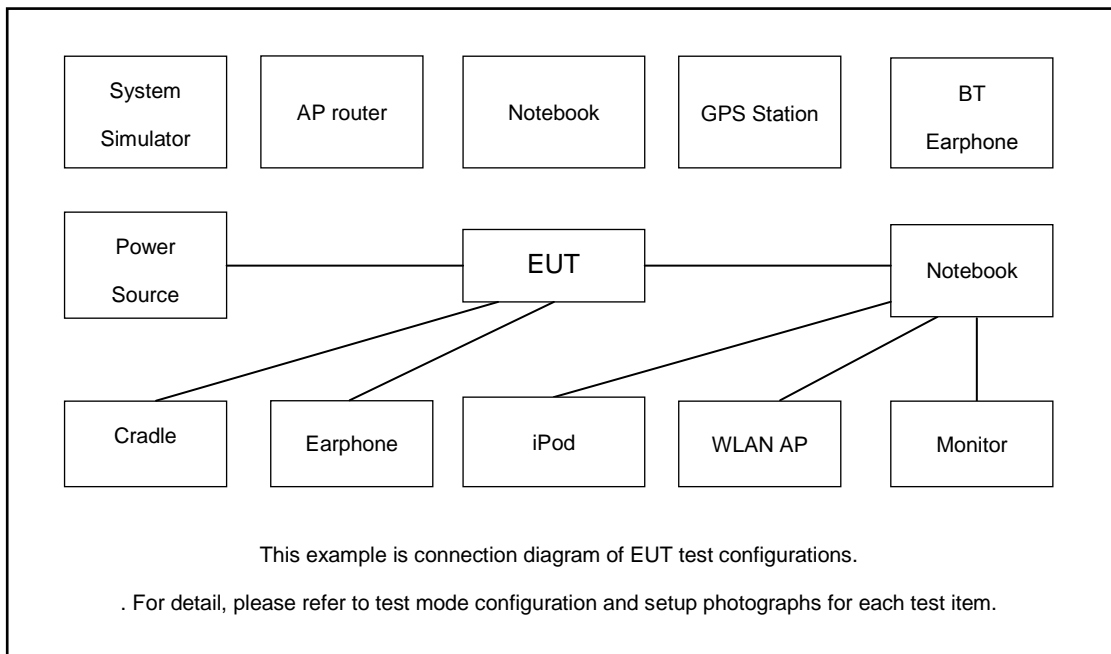 System
Simulator
AP router
Notebook
GPS Station
BT
Earphone
Power
Source
EUT
Notebook
Cradle
Earphone
iPod
WLAN AP
Monitor
This example is connection diagram of EUT test configurations.
. For detail, please refer to test mode configuration and setup photographs for each test item.